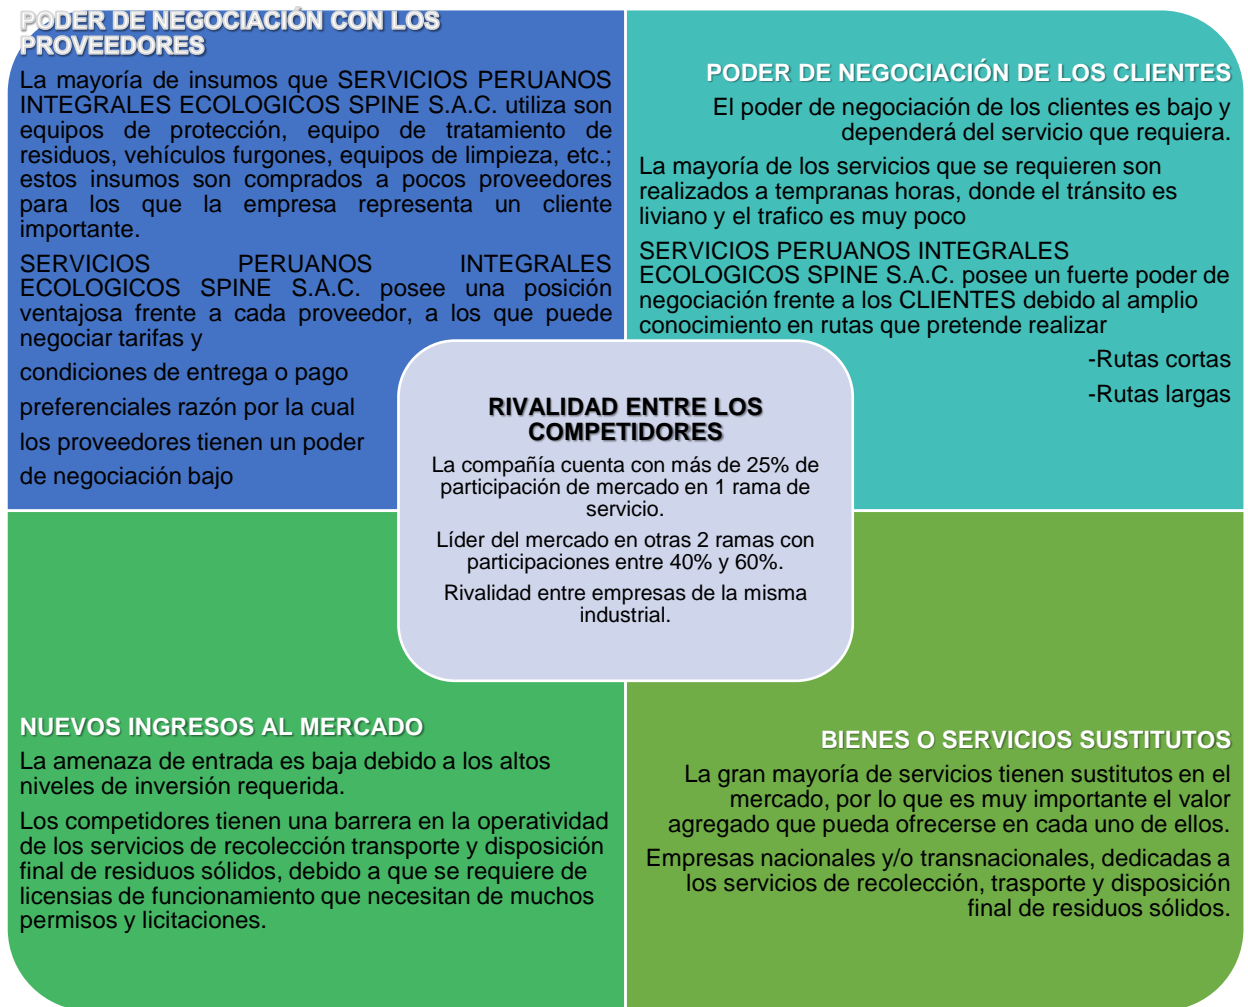 PODER DE NEGOCIACIÓN CON LOS
PROVEEDORES
La mayoría de insumos que SERVICIOS PERUANOS
INTEGRALES ECOLOGICOS SPINE S.A.C. utiliza son
equipos de protección, equipo de tratamiento de
residuos, vehículos furgones, equipos de limpieza, etc.;
estos insumos son comprados a pocos proveedores
para los que la empresa representa un cliente
importante.
SERVICIOS PERUANOS INTEGRALES
ECOLOGICOS SPINE S.A.C. posee una posición
ventajosa frente a cada proveedor, a los que puede
negociar tarifas y
condiciones de entrega o pago
preferenciales razón por la cual
los proveedores tienen un poder
de negociación bajo
PODER DE NEGOCIACIÓN DE LOS CLIENTES
El poder de negociación de los clientes es bajo y
dependerá del servicio que requiera.
La mayoría de los servicios que se requieren son
realizados a tempranas horas, donde el tránsito es
liviano y el trafico es muy poco
SERVICIOS PERUANOS INTEGRALES
ECOLOGICOS SPINE S.A.C. posee un fuerte poder de
negociación frente a los CLIENTES debido al amplio
conocimiento en rutas que pretende realizar
-Rutas cortas
-Rutas largas
RIVALIDAD ENTRE LOS
COMPETIDORES
La compañía cuenta con más de 25% de
participación de mercado en 1 rama de
servicio.
Líder del mercado en otras 2 ramas con
participaciones entre 40% y 60%.
Rivalidad entre empresas de la misma
industrial.
NUEVOS INGRESOS AL MERCADO
La amenaza de entrada es baja debido a los altos
niveles de inversión requerida.
Los competidores tienen una barrera en la operatividad
de los servicios de recolección transporte y disposición
final de residuos sólidos, debido a que se requiere de
licensias de funcionamiento que necesitan de muchos
permisos y licitaciones.
BIENES O SERVICIOS SUSTITUTOS
La gran mayoría de servicios tienen sustitutos en el
mercado, por lo que es muy importante el valor
agregado que pueda ofrecerse en cada uno de ellos.
Empresas nacionales y/o transnacionales, dedicadas a
los servicios de recolección, trasporte y disposición
final de residuos sólidos.